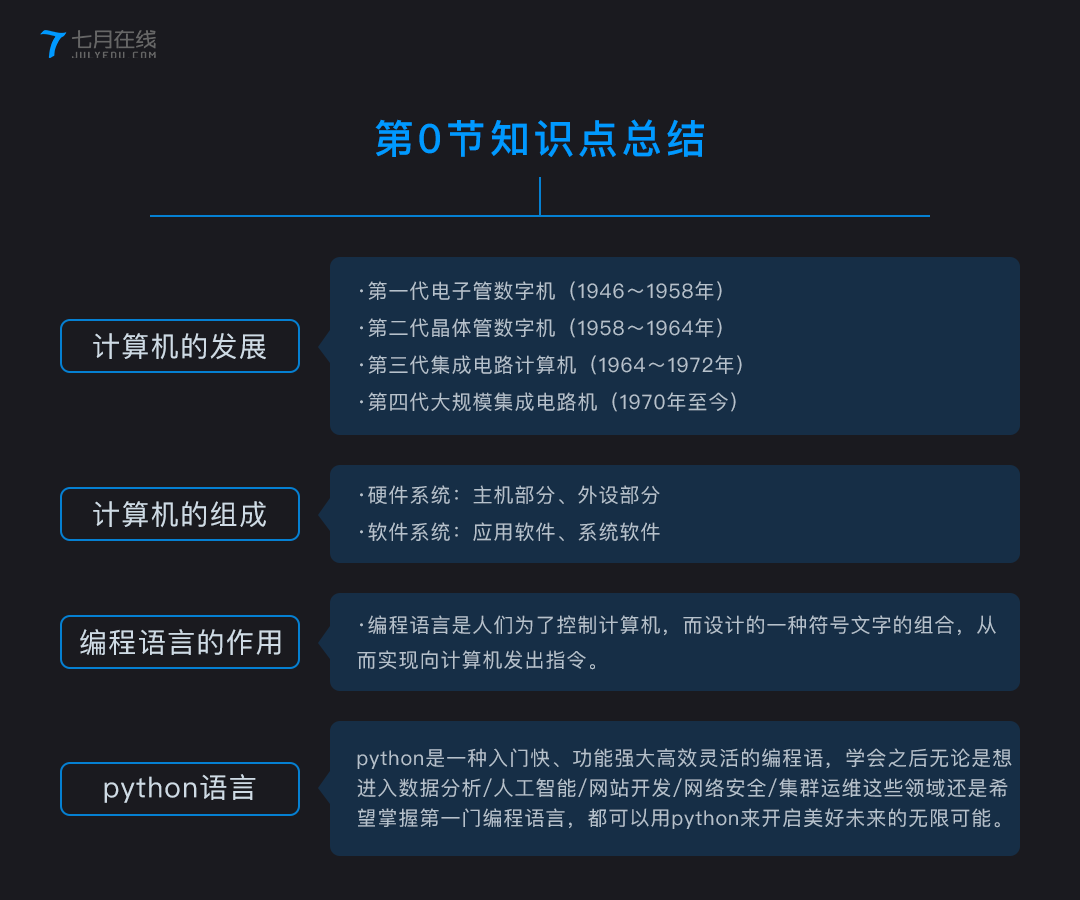 七月在线
JULYEDU.COM
第0节知识点总结
计算机的发展
·第一代电子管数字机（1946～1958年）
·第二代晶体管数字机（1958～1964年）
·第三代集成电路计算机（1964～1972年）
·第四代大规模集成电路机（1970年至今）
计算机的组成
·硬件系统：主机部分、外设部分
·软件系统：应用软件、系统软件
编程语言的作用
·编程语言是人们为了控制计算机，而设计的一种符号文字的组合，从
而实现向计算机发出指令。
python语言
python是一种入门快、功能强大高效灵活的编程语，学会之后无论是想
进入数据分析/人工智能/网站开发/网络安全/集群运维这些领域还是希
望掌握第一门编程语言，都可以用python来开启美好未来的无限可能。